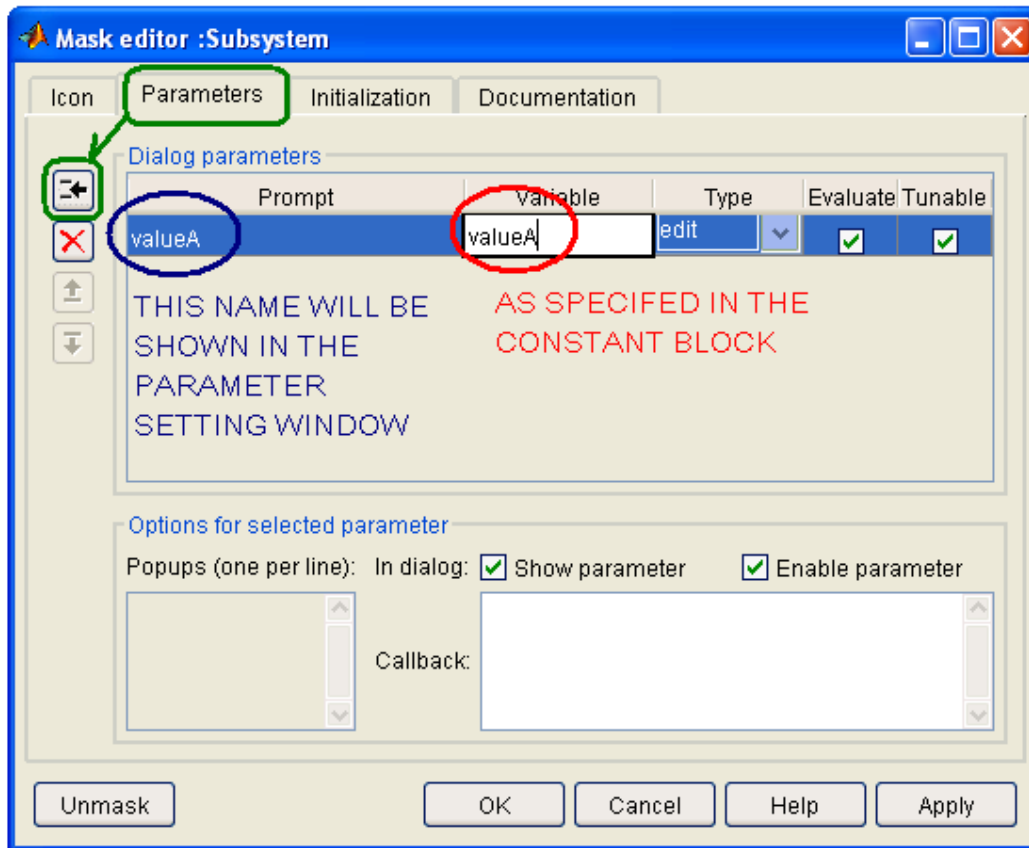 Mask editor :Subsystem
Icon Parameters Initialization Documentation
Dialog parameters
Prompt Variable Type Evaluate Tunable
valueA valueA edit
THIS NAME WILL BE
SHOWN IN THE
PARAMETER
SETTING WINDOW
AS SPECIFED IN THE
CONSTANT BLOCK
Options for selected parameter
Popups (one per line): In dialog: Show parameter Enable parameter
Callback:
Unmask OK Cancel Help Apply